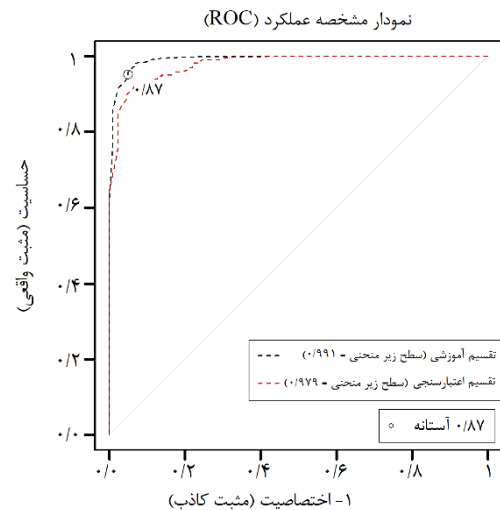 نمودار مشخصه عملکرد (ROC)
حساسیت (مثبت واقعی)
۱
۰/۸
۰/۶
۰/۴
۰/۲
۰/۰
۰/۸۷
تقسیم آموزشی (سطح زیر منحنی = ۰/۹۹۱)
تقسیم اعتبارسنجی (سطح زیر منحنی = ۰/۹۷۹)
۰/۸۷ آستانه
۰/۰ ۰/۲ ۰/۴ ۰/۶ ۰/۸ ۱
۱- اختصاصیت (مثبت کاذب)